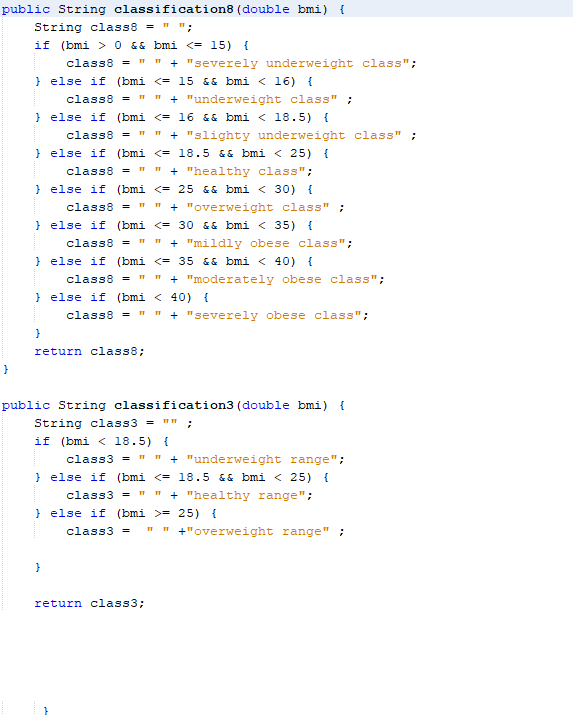 public String classification8(double bmi) {
    String class8 = " ";
    if (bmi > 0 && bmi <= 15) {
        class8 = " " + "severely underweight class";
    } else if (bmi <= 15 && bmi < 16) {
        class8 = " " + "underweight class" ;
    } else if (bmi <= 16 && bmi < 18.5) {
        class8 = " " + "slighty underweight class" ;
    } else if (bmi <= 18.5 && bmi < 25) {
        class8 = " " + "healthy class";
    } else if (bmi <= 25 && bmi < 30) {
        class8 = " " + "overweight class" ;
    } else if (bmi <= 30 && bmi < 35) {
        class8 = " " + "mildly obese class";
    } else if (bmi <= 35 && bmi < 40) {
        class8 = " " + "moderately obese class";
    } else if (bmi < 40) {
        class8 = " " + "severely obese class";
    }
    return class8;
}
public String classification3(double bmi) {
    String class3 = "" ;
    if (bmi < 18.5) {
        class3 = " " + "underweight range";
    } else if (bmi <= 18.5 && bmi < 25) {
        class3 = " " + "healthy range";
    } else if (bmi >= 25) {
        class3 =  " " +"overweight range" ;
    }
    return class3;
     }